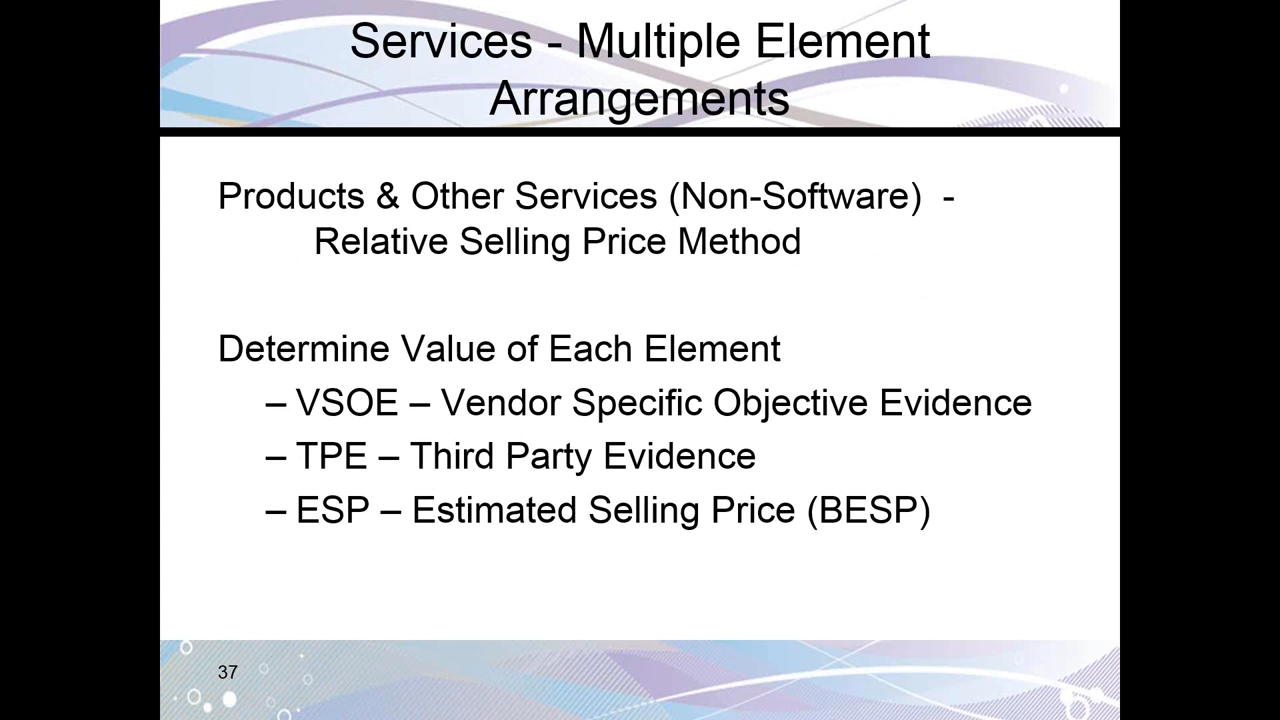 Services - Multiple Element
Arrangements
Products & Other Services (Non-Software)  -
Relative Selling Price Method
Determine Value of Each Element
– VSOE – Vendor Specific Objective Evidence
– TPE – Third Party Evidence
– ESP – Estimated Selling Price (BESP)
37